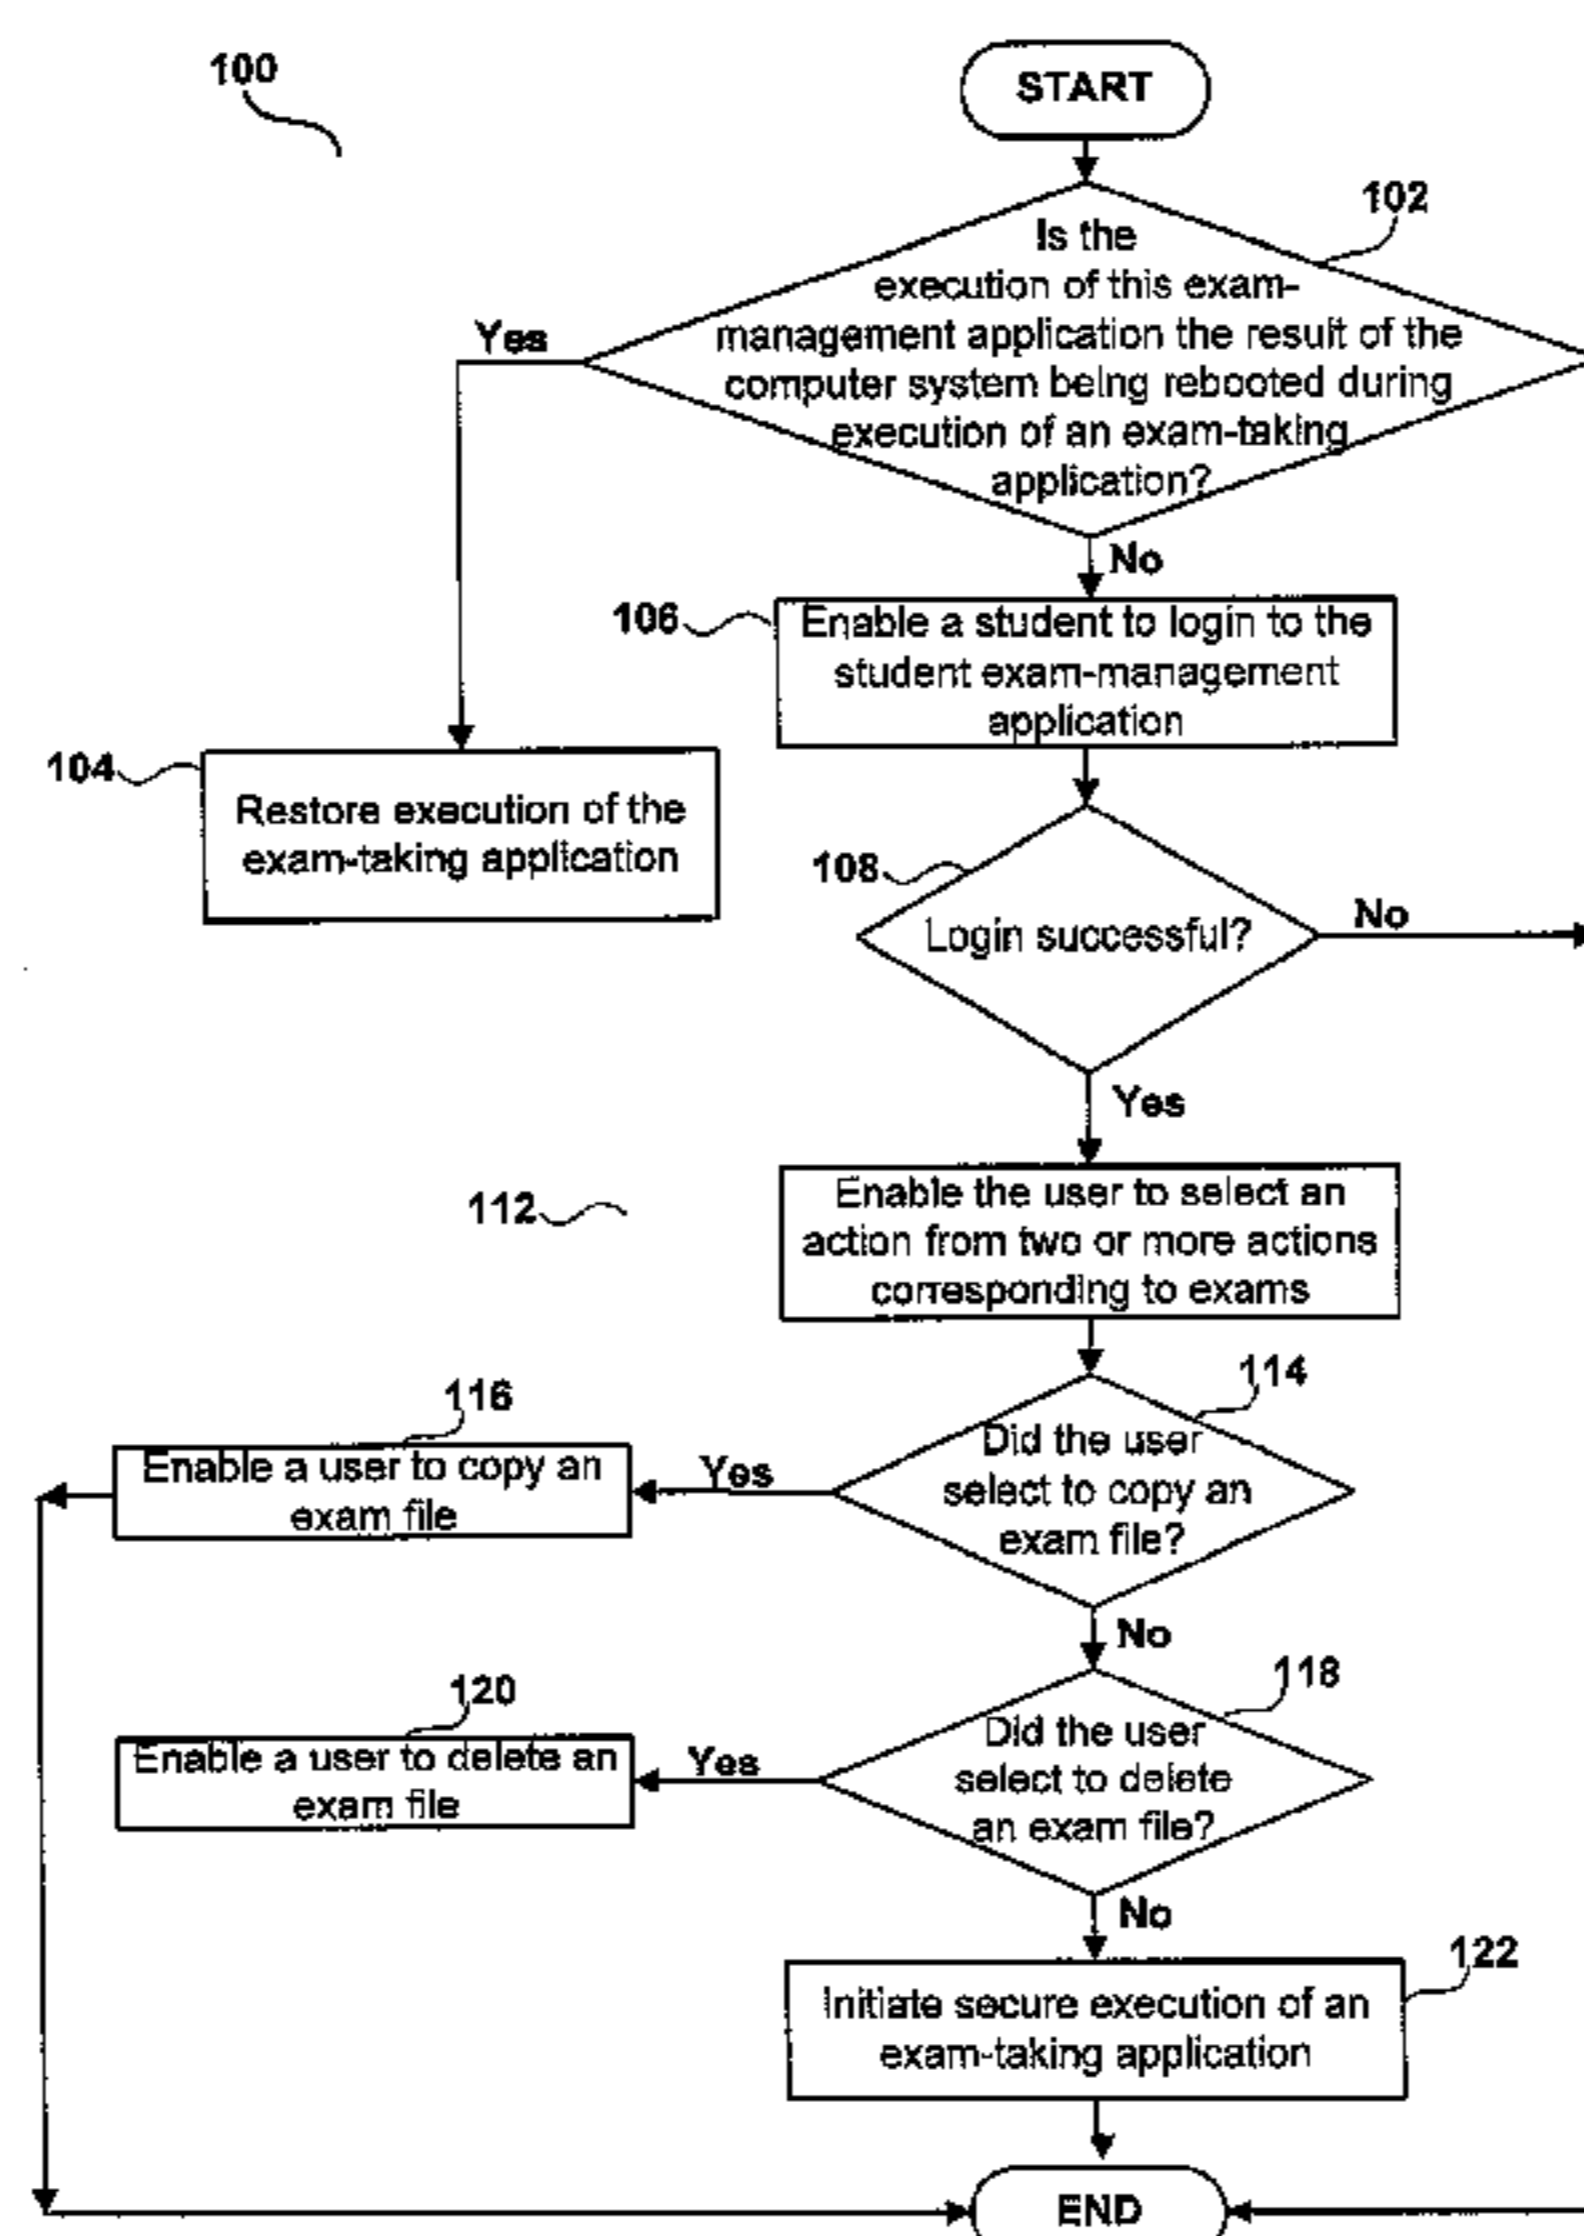 100
START
102
Is the
execution of this exam-
management application the result of the
computer system being rebooted during
execution of an exam-taking
application?
Yes
No
106
Enable a student to login to the
student exam-management
application
104
Restore execution of the
exam-taking application
108
Login successful?
No
Yes
112
Enable the user to select an
action from two or more actions
corresponding to exams
114
116
Did the user
select to copy an
exam file?
Yes
Enable a user to copy an
exam file
No
118
120
Did the user
select to delete
an exam file?
Yes
Enable a user to delete an
exam file
No
122
Initiate secure execution of an
exam-taking application
END